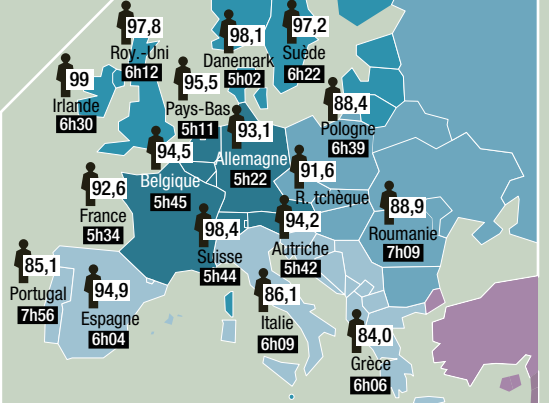 97,8
Roy.-Uni
6h12
98,1
Danemark
5h02
97,2
Suède
6h22
99
Irlande
6h30
95,5
Pays-Bas
5h11
88,4
Pologne
6h39
94,5
Belgique
5h45
93,1
Allemagne
5h22
91,6
R. tchèque
92,6
France
5h34
98,4
Suisse
5h44
94,2
Autriche
5h42
88,9
Roumanie
7h09
85,1
Portugal
7h56
94,9
Espagne
6h04
86,1
Italie
6h09
84,0
Grèce
6h06